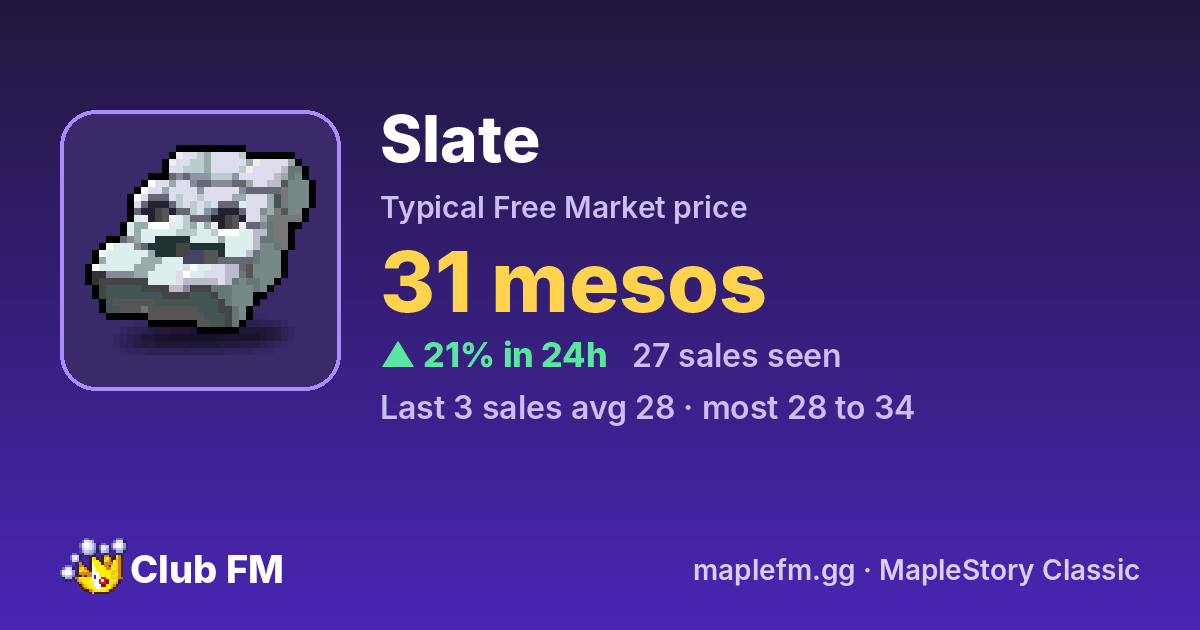 Slate
Typical Free Market price
31 mesos
▲ 21% in 24h 27 sales seen
Last 3 sales avg 28 · most 28 to 34
Club FM
maplefm.gg · MapleStory Classic